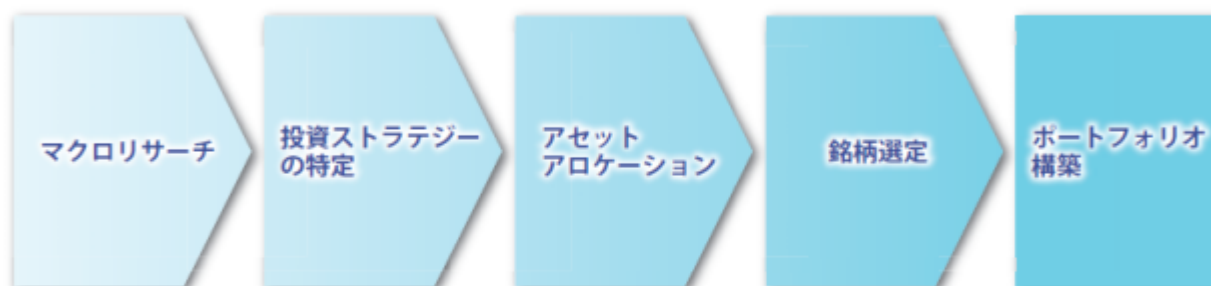 マクロリサーチ
投資ストラテジー
の特定
アセット
アロケーション
銘柄選定
ポートフォリオ
構築